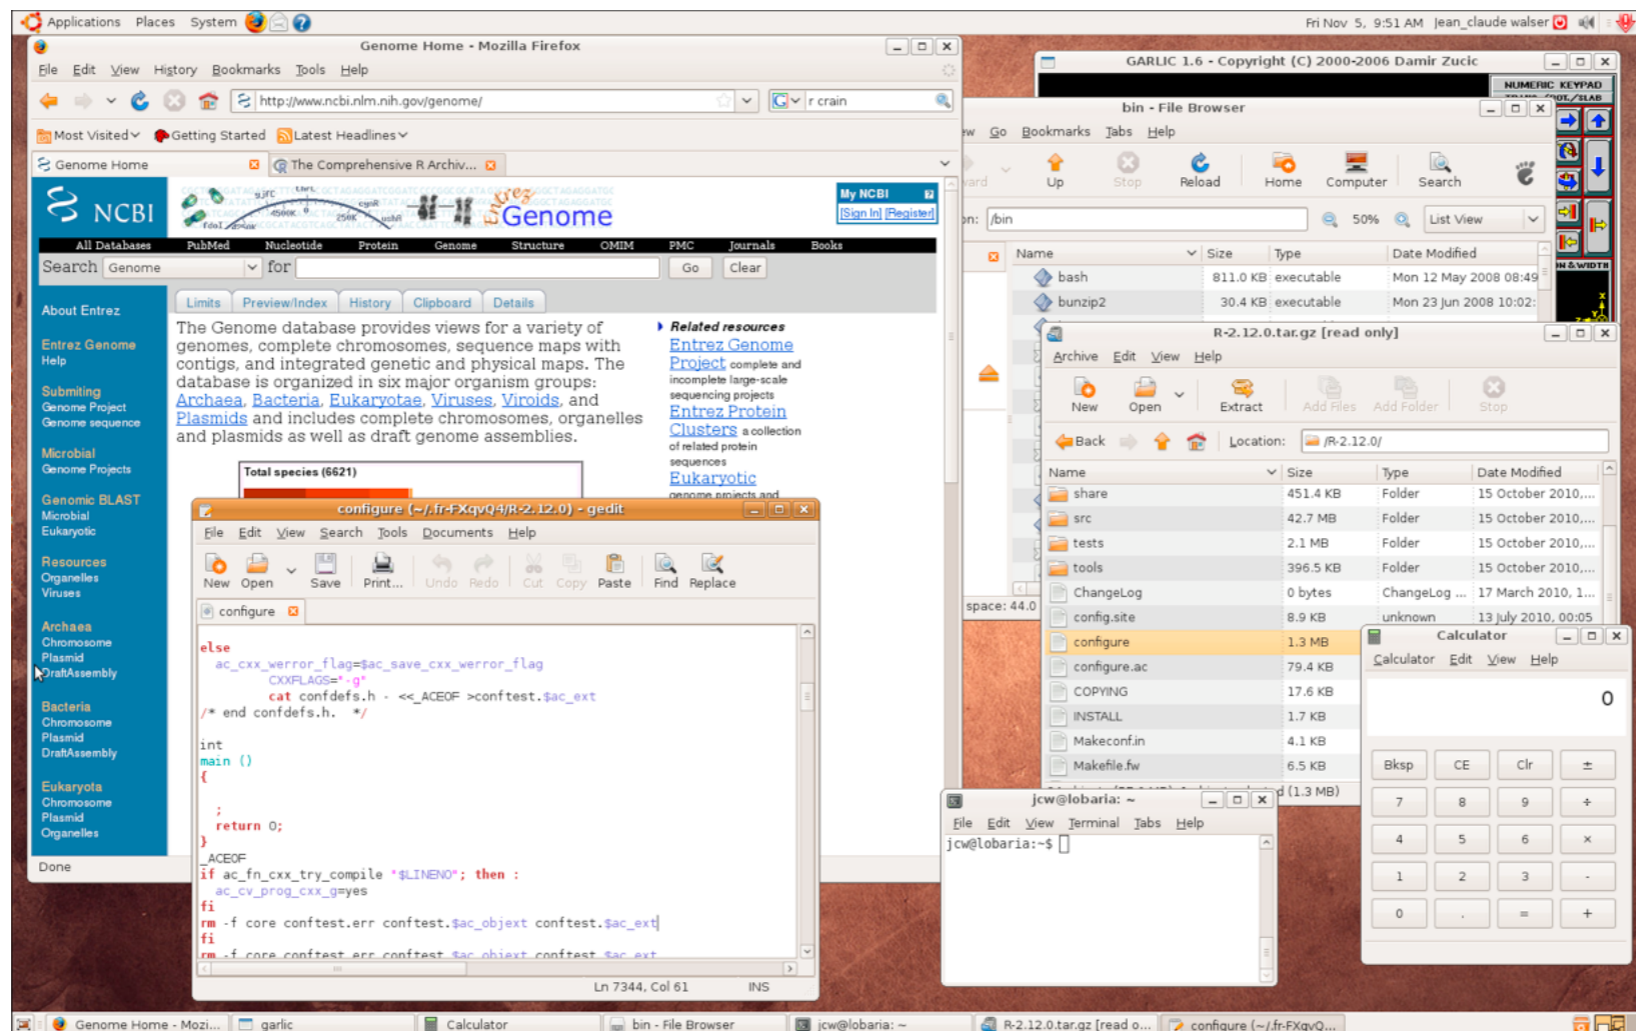 Applications Places System
Fri Nov 5, 9:51 AM jean_claude walser
Genome Home - Mozilla Firefox
File Edit View History Bookmarks Tools Help
http://www.ncbi.nlm.nih.gov/genome/
r crain
Most Visited Getting Started Latest Headlines
Genome Home
The Comprehensive R Archiv...
NCBI
Entrez
Genome
My NCBI
[Sign In] [Register]
All Databases PubMed Nucleotide Protein Genome Structure OMIM PMC Journals Books
Search Genome for Go Clear
Limits Preview/Index History Clipboard Details
About Entrez
Entrez Genome
Help
Submiting
Genome Project
Genome sequence
Microbial
Genome Projects
Genomic BLAST
Microbial
Eukaryotic
Resources
Organelles
Viruses
Archaea
Chromosome
Plasmid
DraftAssembly
Bacteria
Chromosome
Plasmid
DraftAssembly
Eukaryota
Chromosome
Plasmid
Organelles
The Genome database provides views for a variety of
genomes, complete chromosomes, sequence maps with
contigs, and integrated genetic and physical maps. The
database is organized in six major organism groups:
Archaea, Bacteria, Eukaryotae, Viruses, Viroids, and
Plasmids and includes complete chromosomes, organelles
and plasmids as well as draft genome assemblies.
Total species (6621)
Related resources
Entrez Genome
Project complete and
incomplete large-scale
sequencing projects
Entrez Protein
Clusters a collection
of related protein
sequences
Eukaryotic
genome projects and
Done
configure (~/.fr-FXqvQ4/R-2.12.0) - gedit
File Edit View Search Tools Documents Help
New Open Save Print... Undo Redo Cut Copy Paste Find Replace
configure
else
ac_cxx_werror_flag=$ac_save_cxx_werror_flag
CXXFLAGS="-g"
cat confdefs.h - <<_ACEOF >conftest.$ac_ext
/* end confdefs.h. */
int
main ()
{
;
return 0;
}
_ACEOF
if ac_fn_cxx_try_compile "$LINENO"; then :
ac_cv_prog_cxx_g=yes
fi
rm -f core conftest.err conftest.$ac_objext conftest.$ac_ext
fi
rm -f core conftest.err conftest.$ac_objext conftest.$ac_ext
Ln 7344, Col 61 INS
GARLIC 1.6 - Copyright (C) 2000-2006 Damir Zucic
NUMERIC KEYPAD
bin - File Browser
Go Bookmarks Tabs Help
Up Stop Reload Home Computer Search
/bin 50% List View
Name Size Type Date Modified
bash 811.0 KB executable Mon 12 May 2008 08:49
bunzip2 30.4 KB executable Mon 23 Jun 2008 10:02:
space: 44.0
R-2.12.0.tar.gz [read only]
Archive Edit View Help
New Open Extract Add Files Add Folder Stop
Back Location: /R-2.12.0/
Name Size Type Date Modified
share 451.4 KB Folder 15 October 2010,...
src 42.7 MB Folder 15 October 2010,...
tests 2.1 MB Folder 15 October 2010,...
tools 396.5 KB Folder 15 October 2010,...
ChangeLog 0 bytes ChangeLog ... 17 March 2010, 1...
config.site 8.9 KB unknown 13 July 2010, 00:05
configure 1.3 MB
configure.ac 79.4 KB
COPYING 17.6 KB
INSTALL 1.7 KB
Makeconf.in 4.1 KB
Makefile.fw 6.5 KB
(1.3 MB)
Calculator
Calculator Edit View Help
0
Bksp CE Clr ±
7 8 9 ÷
4 5 6 ×
1 2 3 -
0 . = +
jcw@lobaria: ~
File Edit View Terminal Tabs Help
jcw@lobaria:~$
Genome Home - Mozi... garlic Calculator bin - File Browser jcw@lobaria: ~ R-2.12.0.tar.gz [read o... configure (~/.fr-FXqvQ...